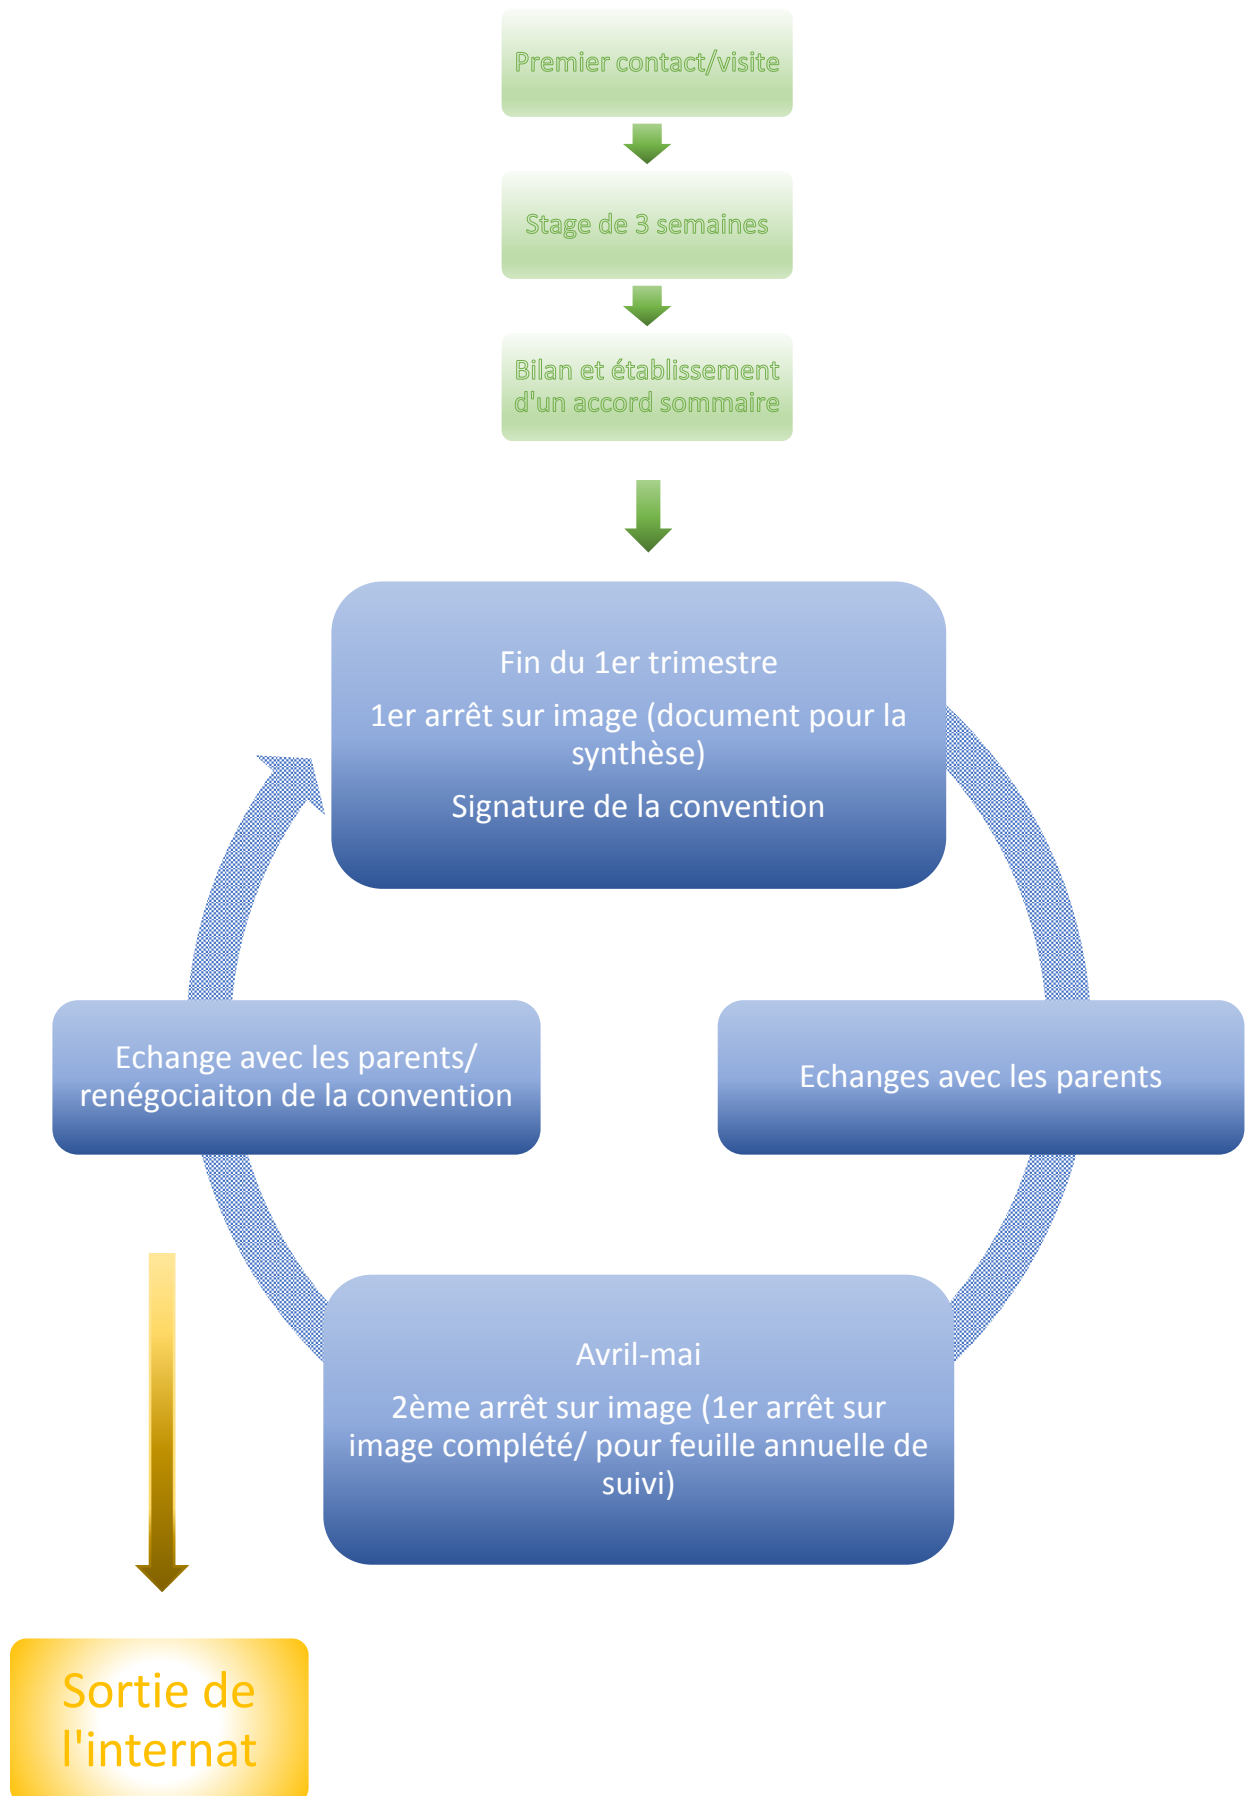 Premier contact/visite
Stage de 3 semaines
Bilan et établissement
d'un accord sommaire
Fin du 1er trimestre
1er arrêt sur image (document pour la
synthèse)
Signature de la convention
Echanges avec les parents
Avril-mai
2ème arrêt sur image (1er arrêt sur
image complété/ pour feuille annuelle de
suivi)
Echange avec les parents/
renégociaiton de la convention
Sortie de
l'internat